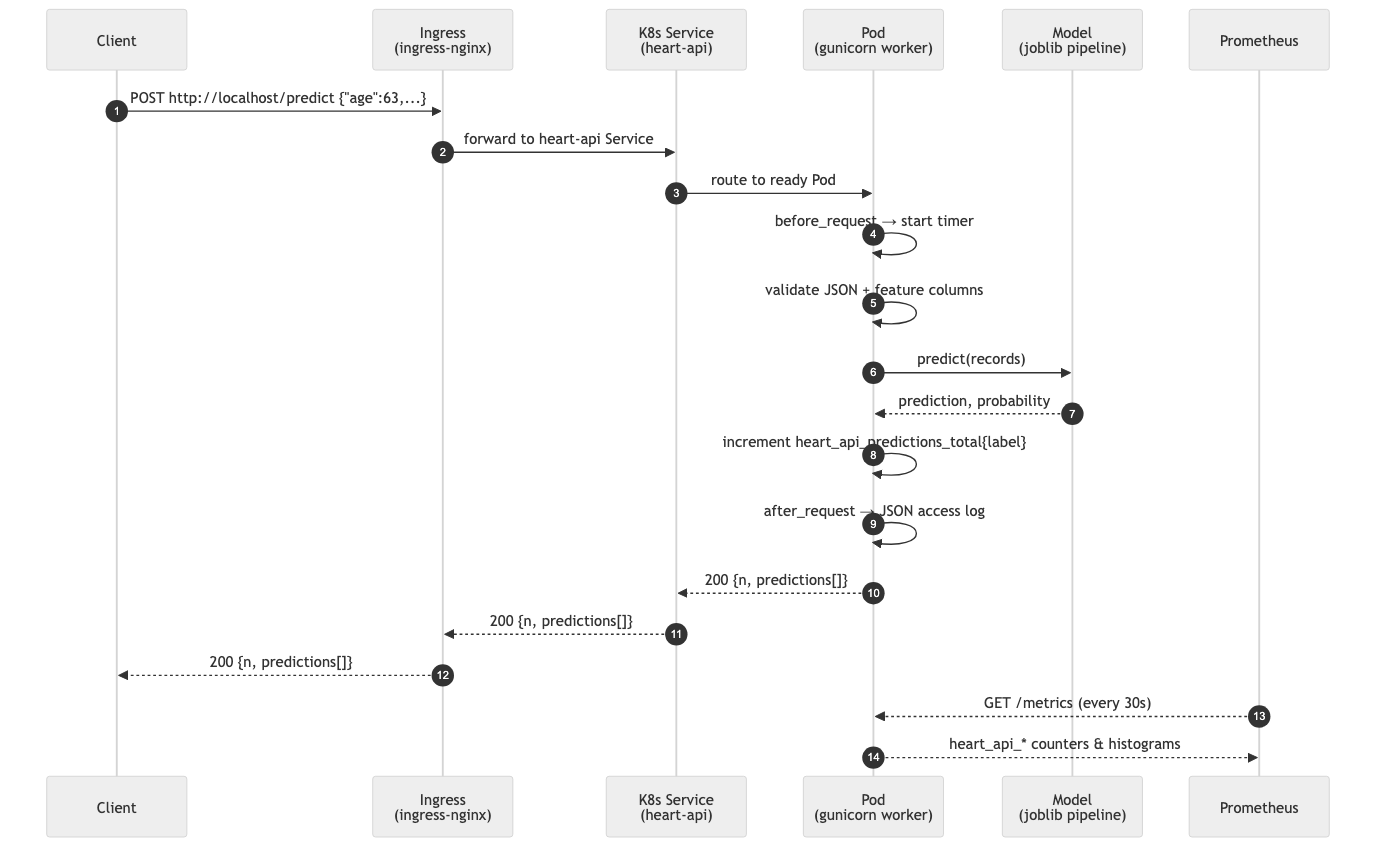 Client
Ingress
(ingress-nginx)
K8s Service
(heart-api)
Pod
(gunicorn worker)
Model
(joblib pipeline)
Prometheus
POST http://localhost/predict {"age":63,...}
1
forward to heart-api Service
2
route to ready Pod
3
before_request → start timer
4
validate JSON + feature columns
5
predict(records)
6
prediction, probability
7
increment heart_api_predictions_total{label}
8
after_request → JSON access log
9
200 {n, predictions[]}
10
200 {n, predictions[]}
11
200 {n, predictions[]}
12
GET /metrics (every 30s)
13
heart_api_* counters & histograms
14
Client
Ingress
(ingress-nginx)
K8s Service
(heart-api)
Pod
(gunicorn worker)
Model
(joblib pipeline)
Prometheus